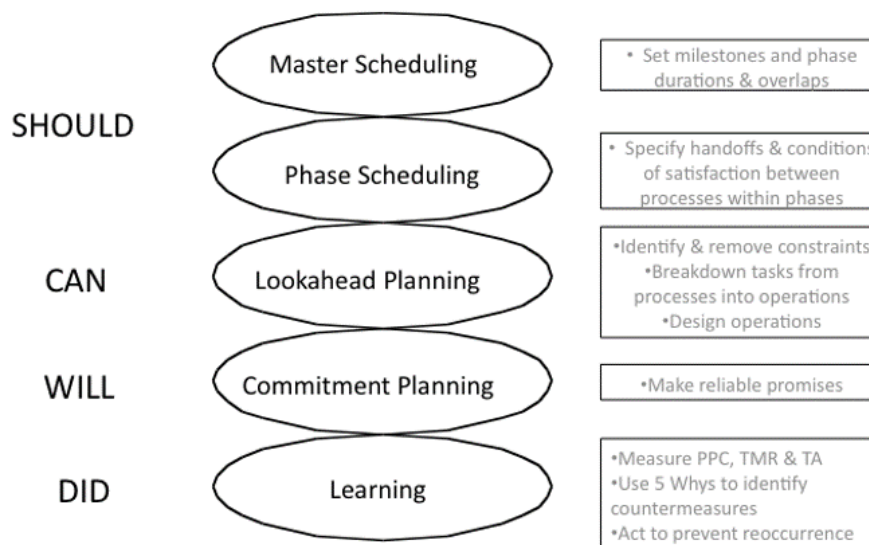 Master Scheduling
• Set milestones and phase
durations & overlaps
SHOULD
Phase Scheduling
• Specify handoffs & conditions
of satisfaction between
processes within phases
CAN
Lookahead Planning
•Identify & remove constraints
•Breakdown tasks from
processes into operations
•Design operations
WILL
Commitment Planning
•Make reliable promises
DID
Learning
•Measure PPC, TMR & TA
•Use 5 Whys to identify
countermeasures
•Act to prevent reoccurrence